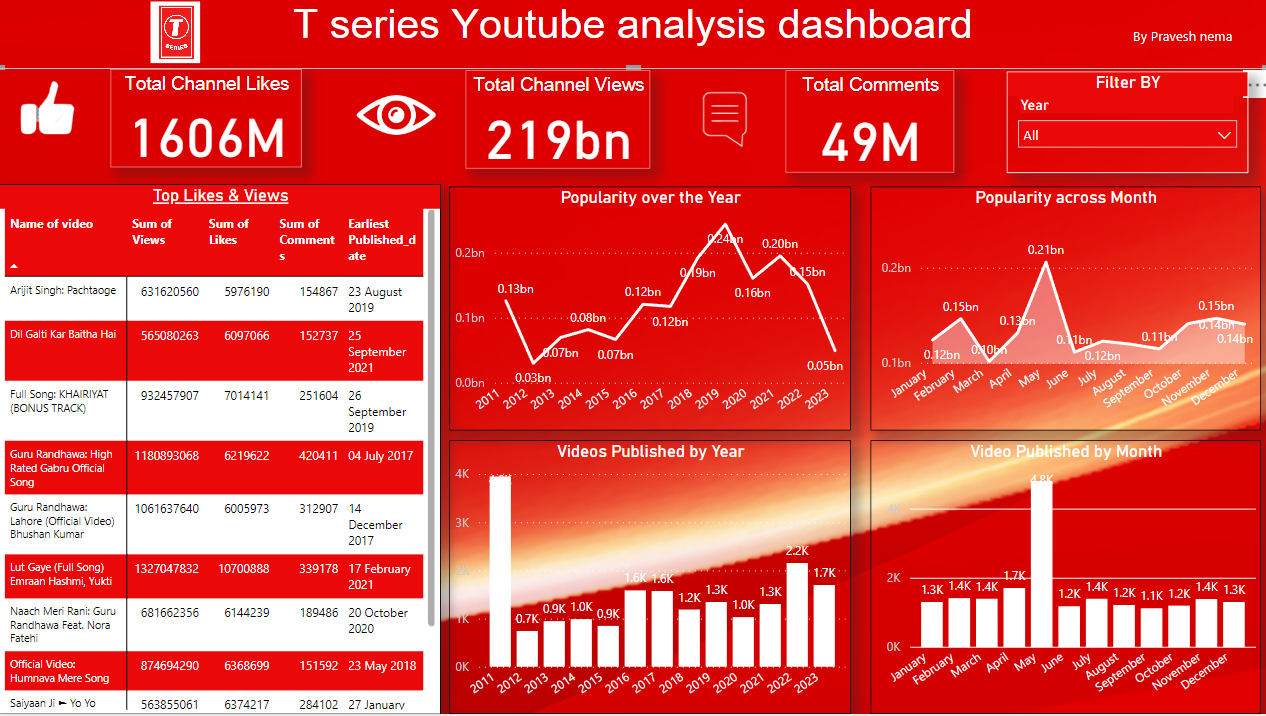 T series Youtube analysis dashboard
T
SERIES
By Pravesh nema
Total Channel Likes
1606M
Total Channel Views
219bn
Total Comments
49M
Filter BY
Year
All
Top Likes & Views
Name of video Sum of Views Sum of Likes Sum of Comments Earliest Published_date
Arijit Singh: Pachtaoge 631620560 5976190 154867 23 August 2019
Dil Galti Kar Baitha Hai 565080263 6097066 152737 25 September 2021
Full Song: KHAIRIYAT (BONUS TRACK) 932457907 7014141 251604 26 September 2019
Guru Randhawa: High Rated Gabru Official Song 1180893068 6219622 420411 04 July 2017
Guru Randhawa: Lahore (Official Video) Bhushan Kumar 1061637640 6005973 312907 14 December 2017
Lut Gaye (Full Song) Emraan Hashmi, Yukti 1327047832 10700888 339178 17 February 2021
Naach Meri Rani: Guru Randhawa Feat. Nora Fatehi 681662356 6144239 189486 20 October 2020
Official Video: Humnava Mere Song 874694290 6368699 151592 23 May 2018
Saiyaan Ji ► Yo Yo 563855061 6374217 284102 27 January
Popularity over the Year
0.2bn
0.1bn
0.0bn
0.13bn 0.03bn 0.07bn 0.08bn 0.07bn 0.12bn 0.12bn 0.19bn 0.24bn 0.16bn 0.20bn 0.15bn 0.05bn
2011 2012 2013 2014 2015 2016 2017 2018 2019 2020 2021 2022 2023
Popularity across Month
0.2bn
0.1bn
0.12bn 0.15bn 0.10bn 0.13bn 0.21bn 0.11bn 0.12bn 0.11bn 0.14bn 0.15bn 0.14bn
January February March April May June July August September October November December
Videos Published by Year
4K
3K
2K
1K
0K
0.7K 0.9K 1.0K 0.9K 1.6K 1.6K 1.2K 1.3K 1.0K 1.3K 2.2K 1.7K
2011 2012 2013 2014 2015 2016 2017 2018 2019 2020 2021 2022 2023
Video Published by Month
4K
2K
0K
1.3K 1.4K 1.4K 1.7K 4.8K 1.2K 1.4K 1.2K 1.1K 1.2K 1.4K 1.3K
January February March April May June July August September October November December